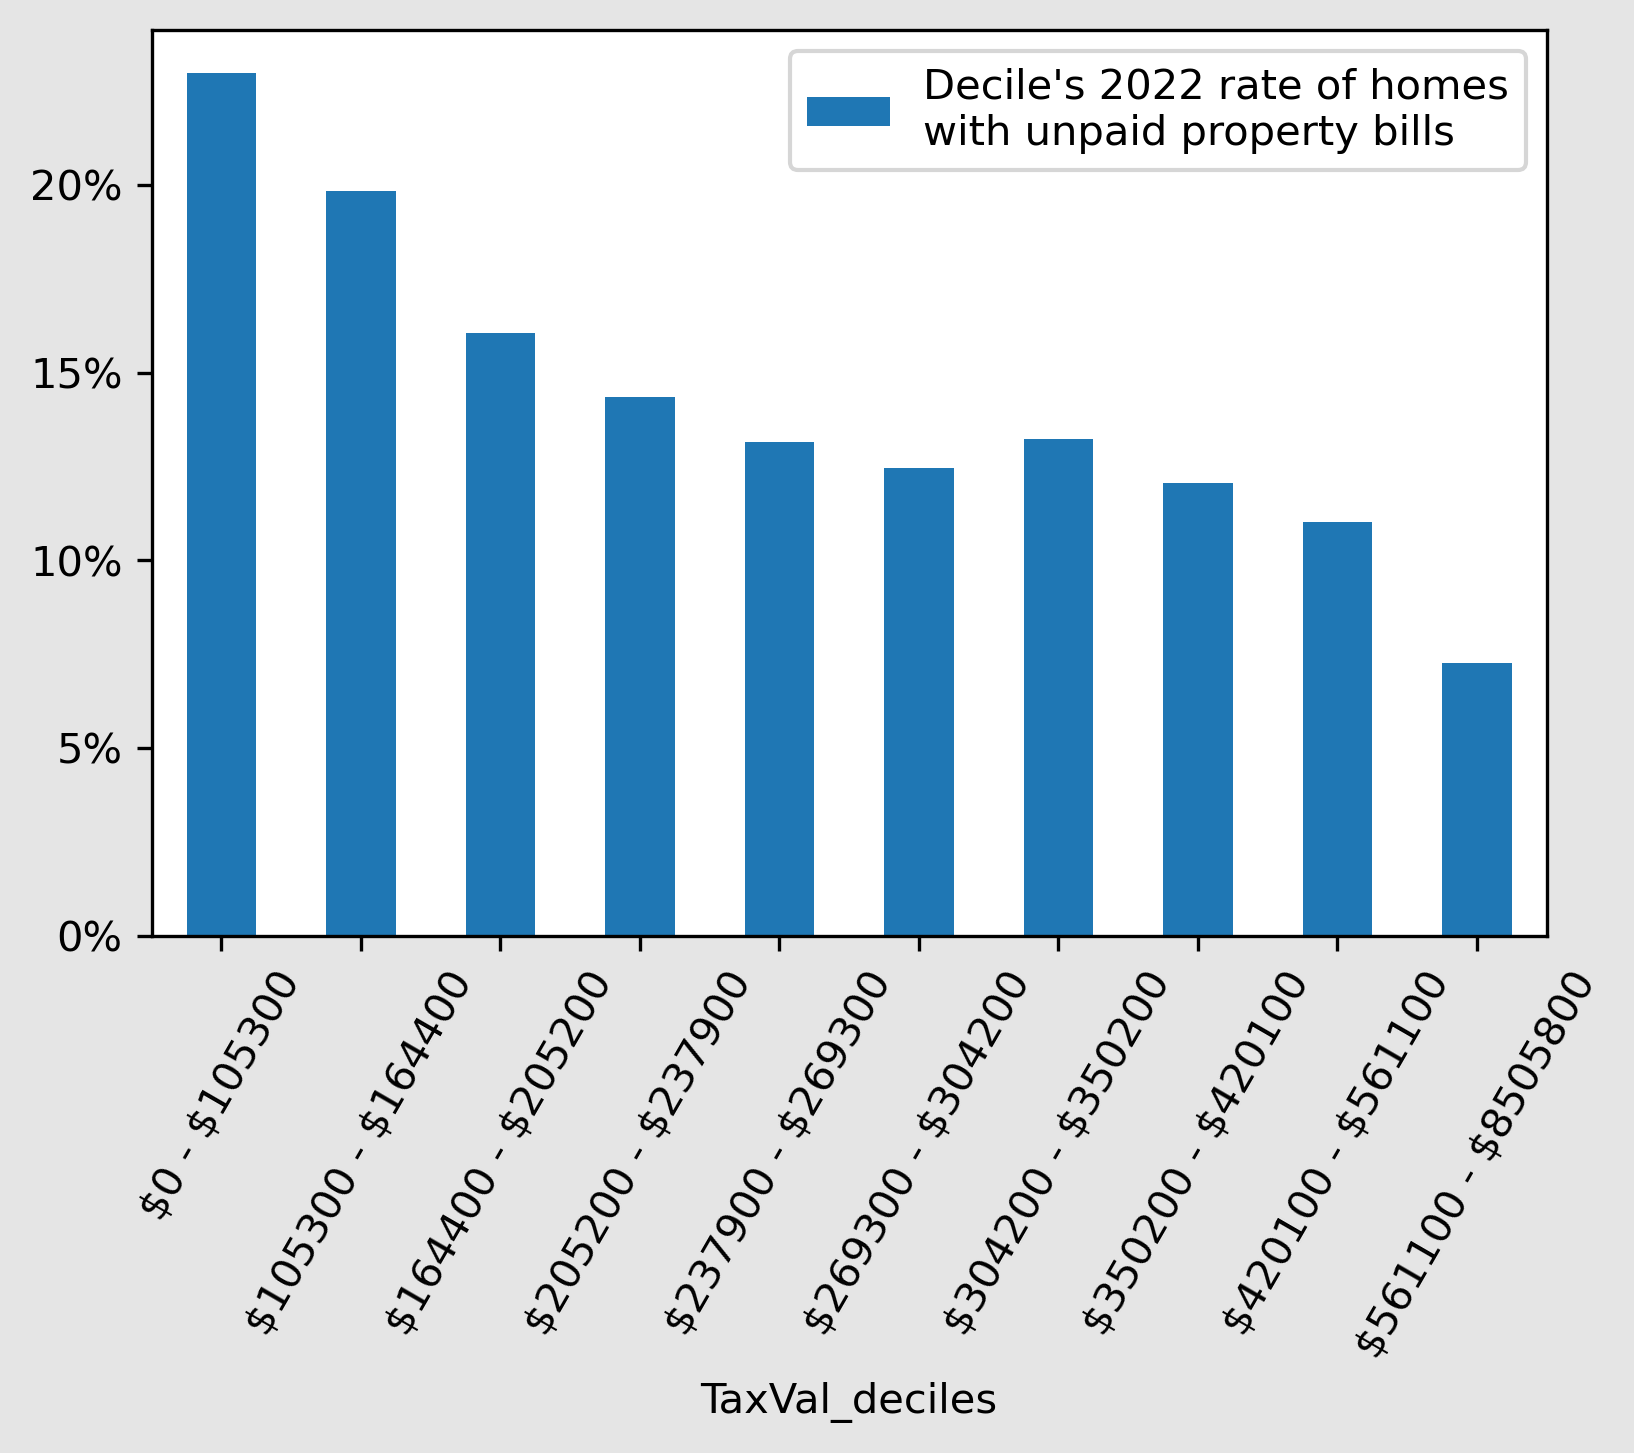 Decile's 2022 rate of homes
with unpaid property bills
20%
15%
10%
5%
0%
$0 - $105300
$105300 - $164400
$164400 - $205200
$205200 - $237900
$237900 - $269300
$269300 - $304200
$304200 - $350200
$350200 - $420100
$420100 - $561100
$561100 - $8505800
TaxVal_deciles